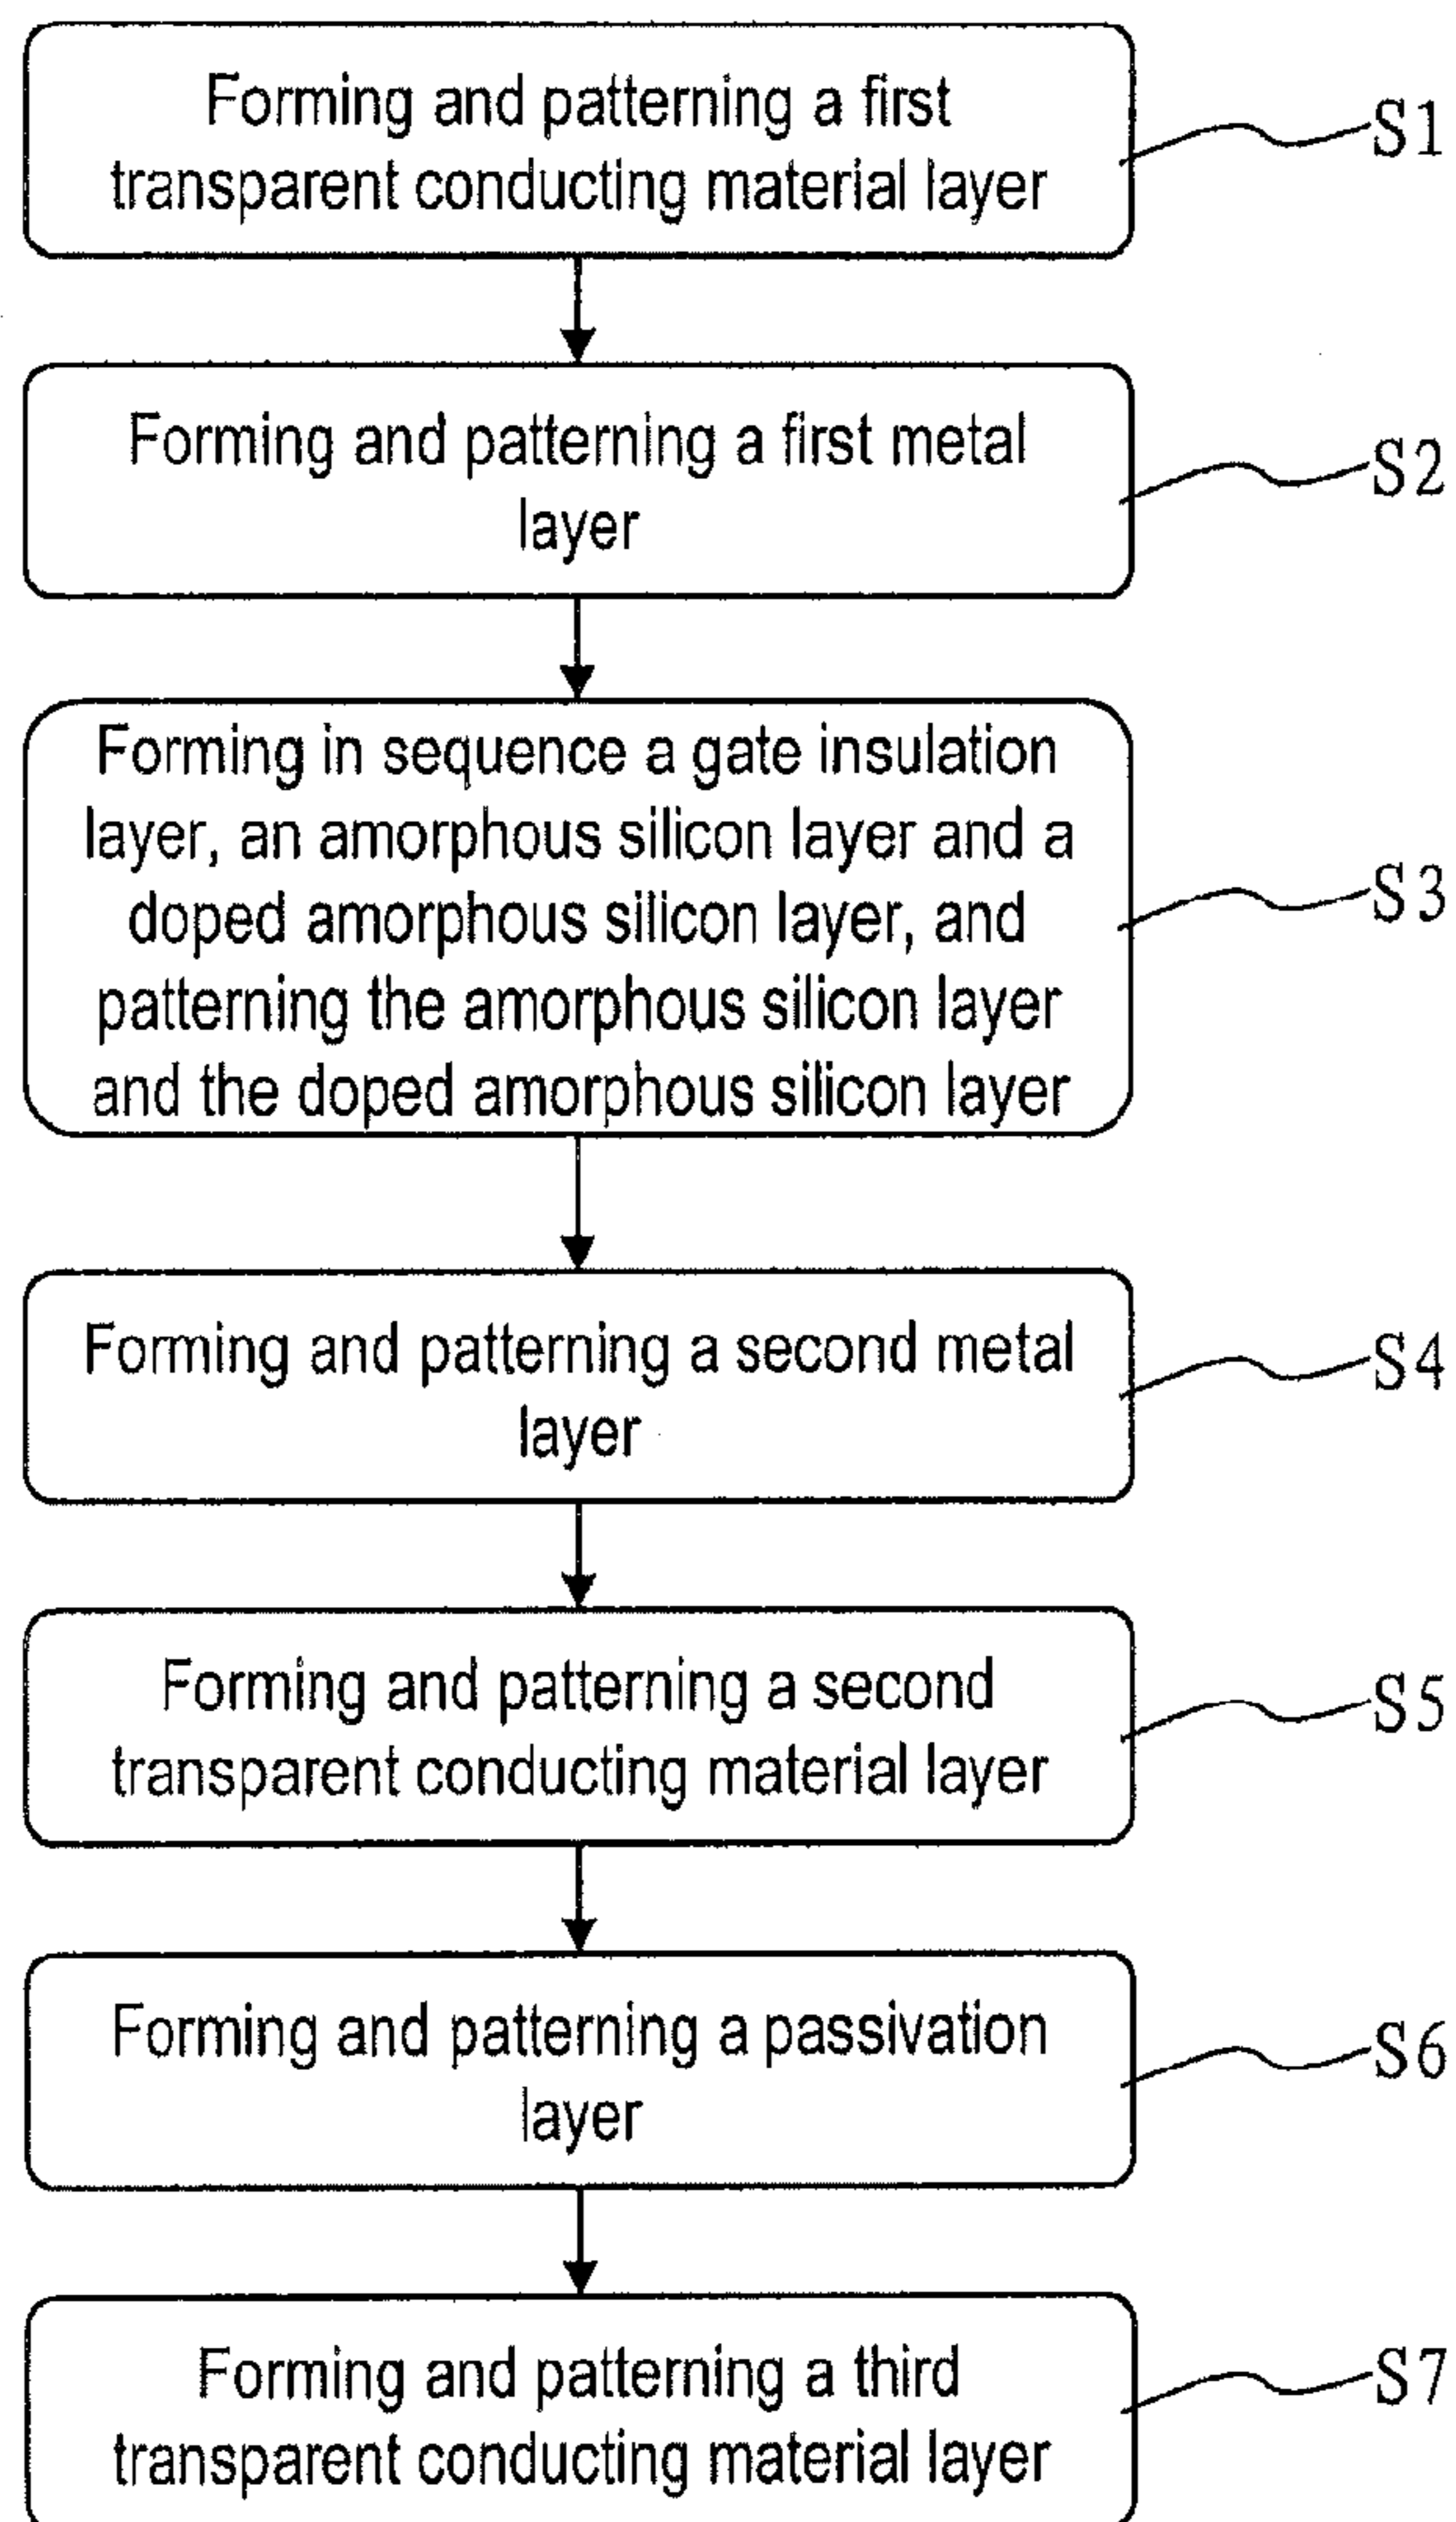 Forming and patterning a first
transparent conducting material layer
S1
Forming and patterning a first metal
layer
S2
Forming in sequence a gate insulation
layer, an amorphous silicon layer and a
doped amorphous silicon layer, and
patterning the amorphous silicon layer
and the doped amorphous silicon layer
S3
Forming and patterning a second metal
layer
S4
Forming and patterning a second
transparent conducting material layer
S5
Forming and patterning a passivation
layer
S6
Forming and patterning a third
transparent conducting material layer
S7